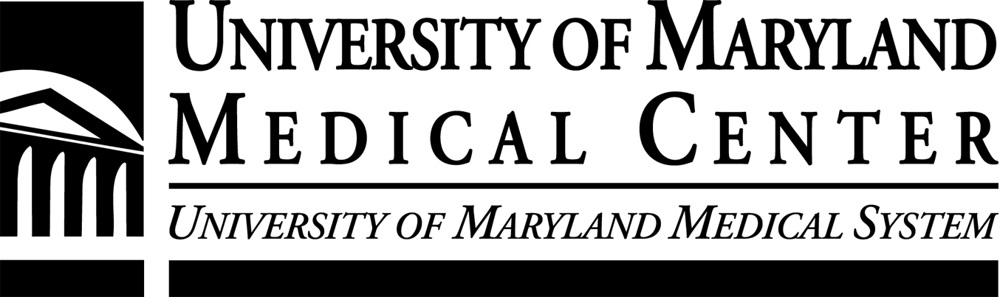 UNIVERSITY OF MARYLAND
MEDICAL CENTER
UNIVERSITY OF MARYLAND MEDICAL SYSTEM